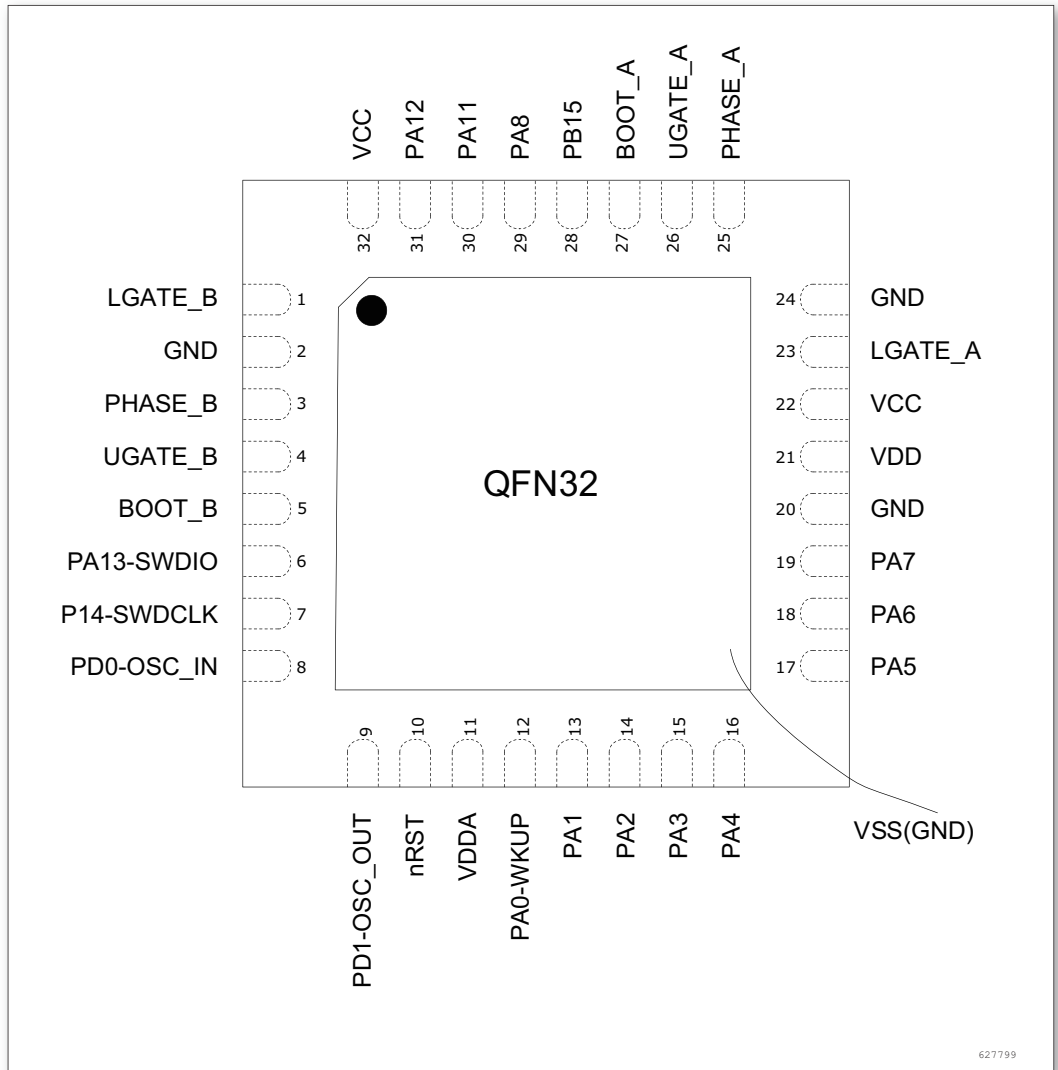 VCC
PA12
PA11
PA8
PB15
BOOT_A
UGATE_A
PHASE_A
32
31
30
29
28
27
26
25
LGATE_B 1
GND 2
PHASE_B 3
UGATE_B 4
BOOT_B 5
PA13-SWDIO 6
P14-SWDCLK 7
PD0-OSC_IN 8
QFN32
24 GND
23 LGATE_A
22 VCC
21 VDD
20 GND
19 PA7
18 PA6
17 PA5
9
10
11
12
13
14
15
16
PD1-OSC_OUT
nRST
VDDA
PA0-WKUP
PA1
PA2
PA3
PA4
VSS(GND)
627799